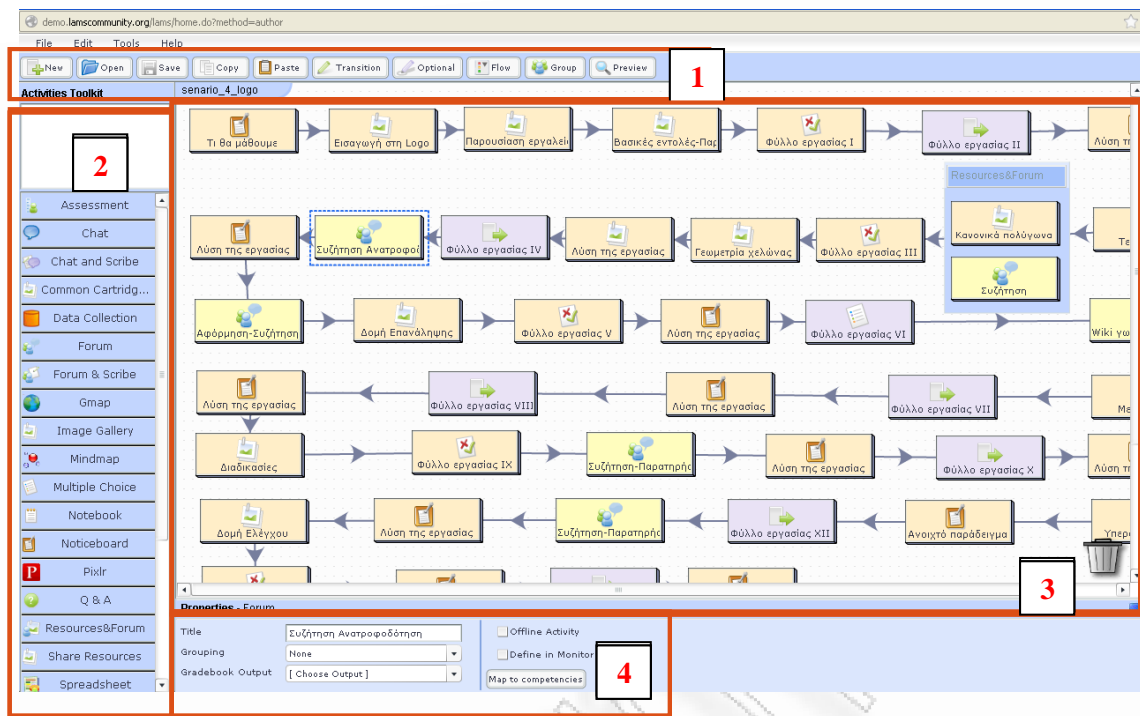 demo.lamscommunity.org/lams/home.do?method=author
File Edit Tools Help
New Open Save Copy Paste Transition Optional Flow Group Preview
1
Activities Toolkit
senario_4_logo
2
Assessment
Chat
Chat and Scribe
Common Cartridg...
Data Collection
Forum
Forum & Scribe
Gmap
Image Gallery
Mindmap
Multiple Choice
Notebook
Noticeboard
Pixlr
Q & A
Resources&Forum
Share Resources
Spreadsheet
Τι θα μάθουμε Εισαγωγή στη Logo Παρουσίαση εργαλεί Βασικές εντολές-Παρ Φύλλο εργασίας I Φύλλο εργασίας II Λύση τη
Resources&Forum
Κανονικά πολύγωνα
Συζήτηση
Λύση της εργασίας Συζήτηση Ανατροφοί Φύλλο εργασίας IV Λύση της εργασίας Γεωμετρία χελώνας Φύλλο εργασίας III Τε
Αφόρμηση-Συζήτηση Δομή Επανάληψης Φύλλο εργασίας V Λύση της εργασίας Φύλλο εργασίας VI Wiki γω
Λύση της εργασίας Φύλλο εργασίας VIII Λύση της εργασίας Φύλλο εργασίας VII Με
Διαδικασίες Φύλλο εργασίας IX Συζήτηση-Παρατηρής Λύση της εργασίας Φύλλο εργασίας X Λύση τη
Δομή Ελέγχου Λύση της εργασίας Συζήτηση-Παρατηρής Φύλλο εργασίας XII Ανοιχτό παράδειγμα Υπερ
3
Properties - Forum
Title Συζήτηση Ανατροφοδότηση
Grouping None
Gradebook Output [ Choose Output ]
Offline Activity
Define in Monitor
Map to competencies
4